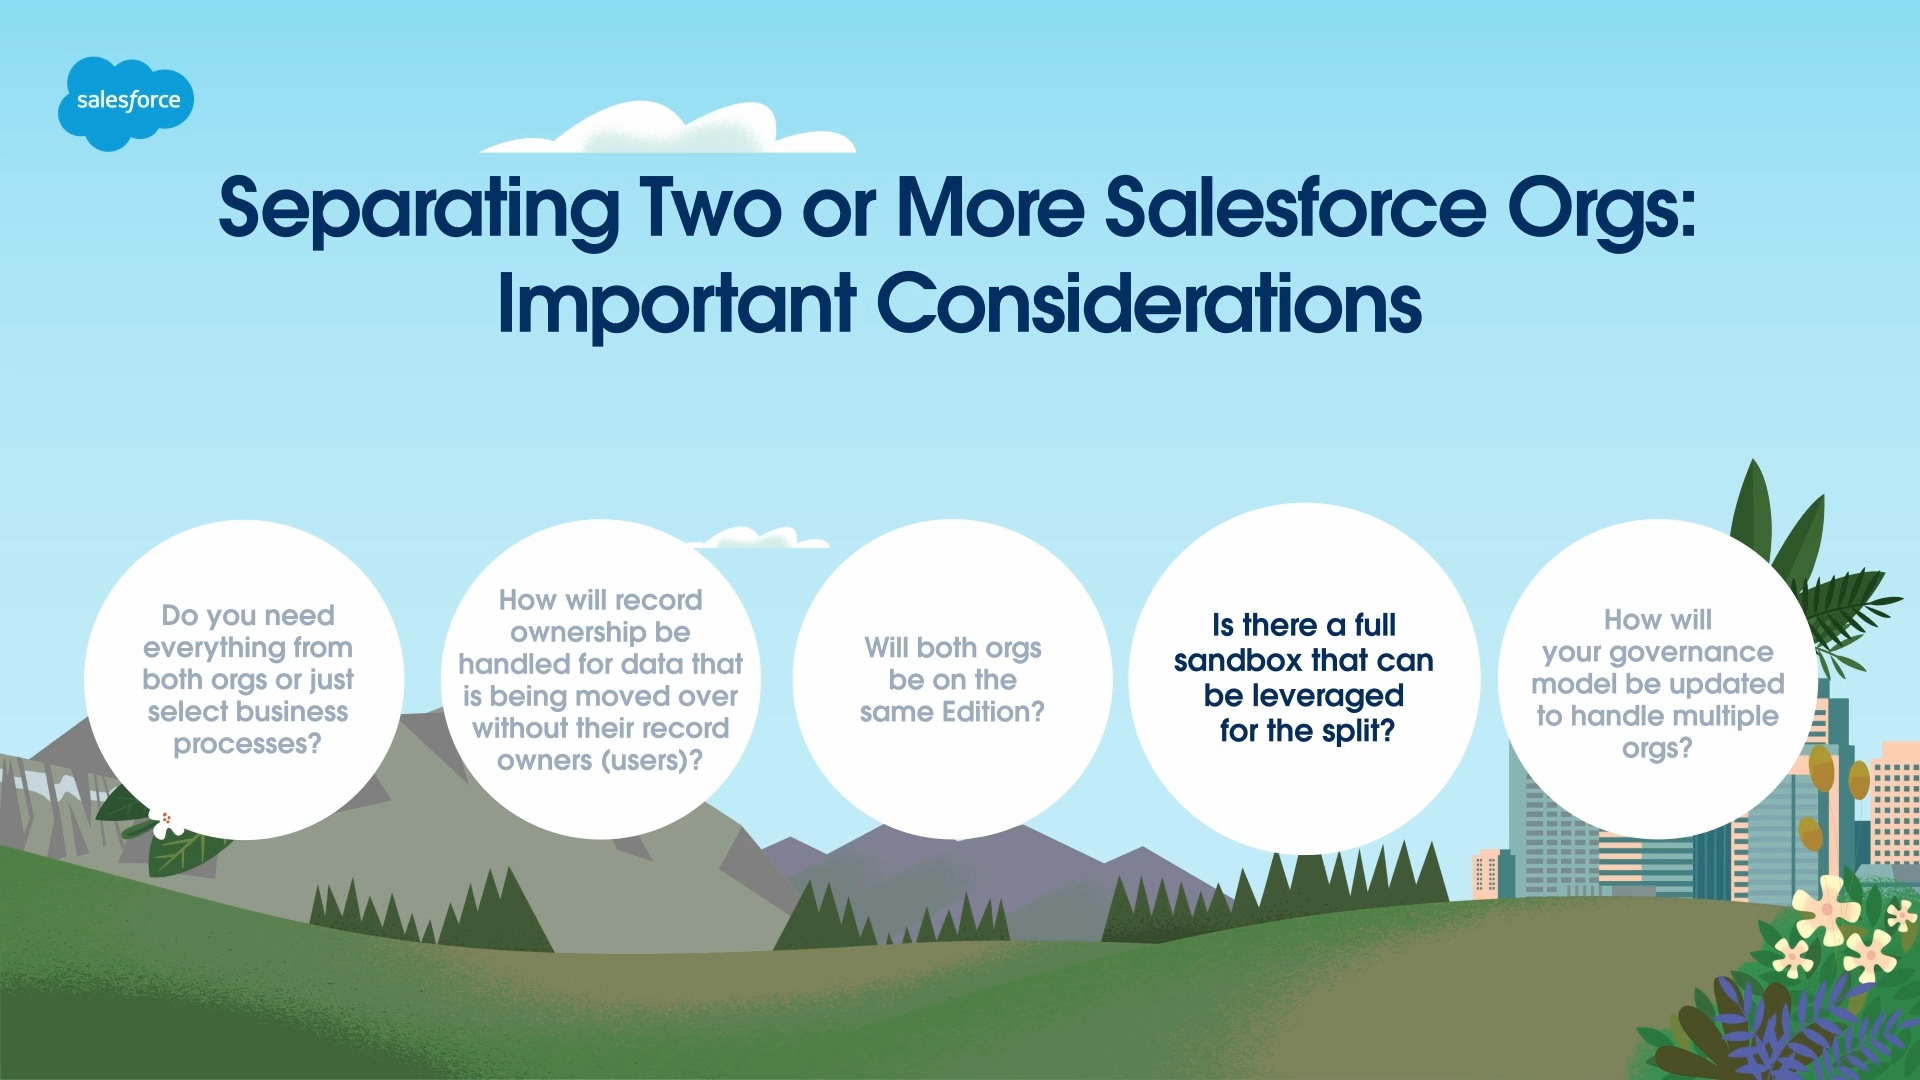 salesforce
Separating Two or More Salesforce Orgs:
Important Considerations
Do you need
everything from
both orgs or just
select business
processes?
How will record
ownership be
handled for data that
is being moved over
without their record
owners (users)?
Will both orgs
be on the
same Edition?
Is there a full
sandbox that can
be leveraged
for the split?
How will
your governance
model be updated
to handle multiple
orgs?